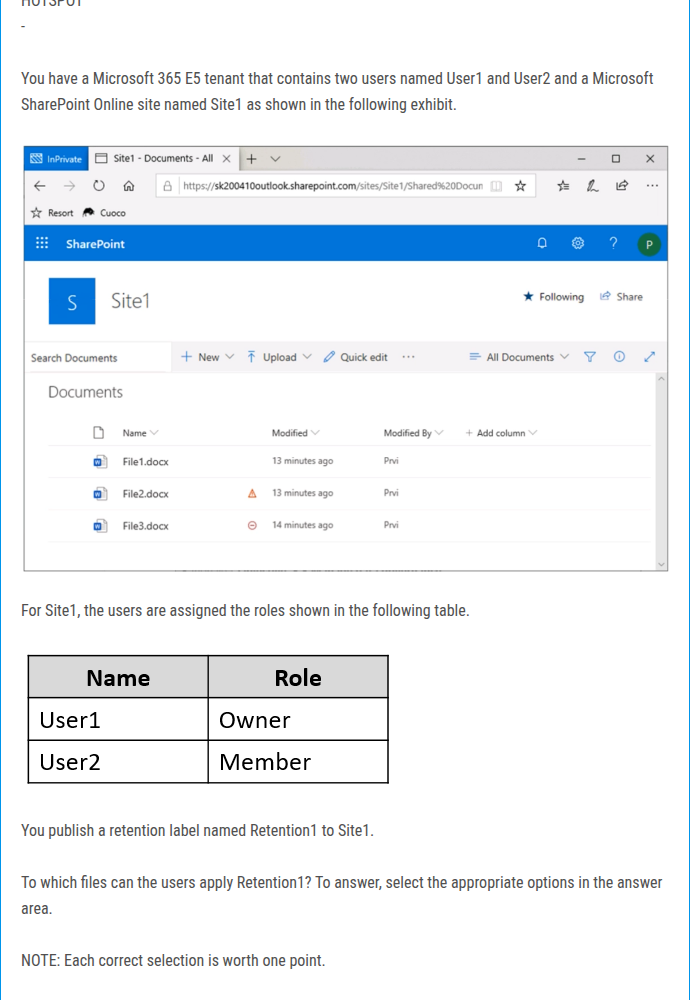 HOTSPOT
-
You have a Microsoft 365 E5 tenant that contains two users named User1 and User2 and a Microsoft
SharePoint Online site named Site1 as shown in the following exhibit.
InPrivate Site1 - Documents - All
https://sk200410outlook.sharepoint.com/sites/Site1/Shared%20Docun
Resort Cuoco
SharePoint ? P
S Site1 Following Share
Search Documents New Upload Quick edit ... All Documents
Documents
Name Modified Modified By + Add column
File1.docx 13 minutes ago Prvi
File2.docx 13 minutes ago Prvi
File3.docx 14 minutes ago Prvi
For Site1, the users are assigned the roles shown in the following table.
Name Role
User1 Owner
User2 Member
You publish a retention label named Retention1 to Site1.
To which files can the users apply Retention1? To answer, select the appropriate options in the answer
area.
NOTE: Each correct selection is worth one point.